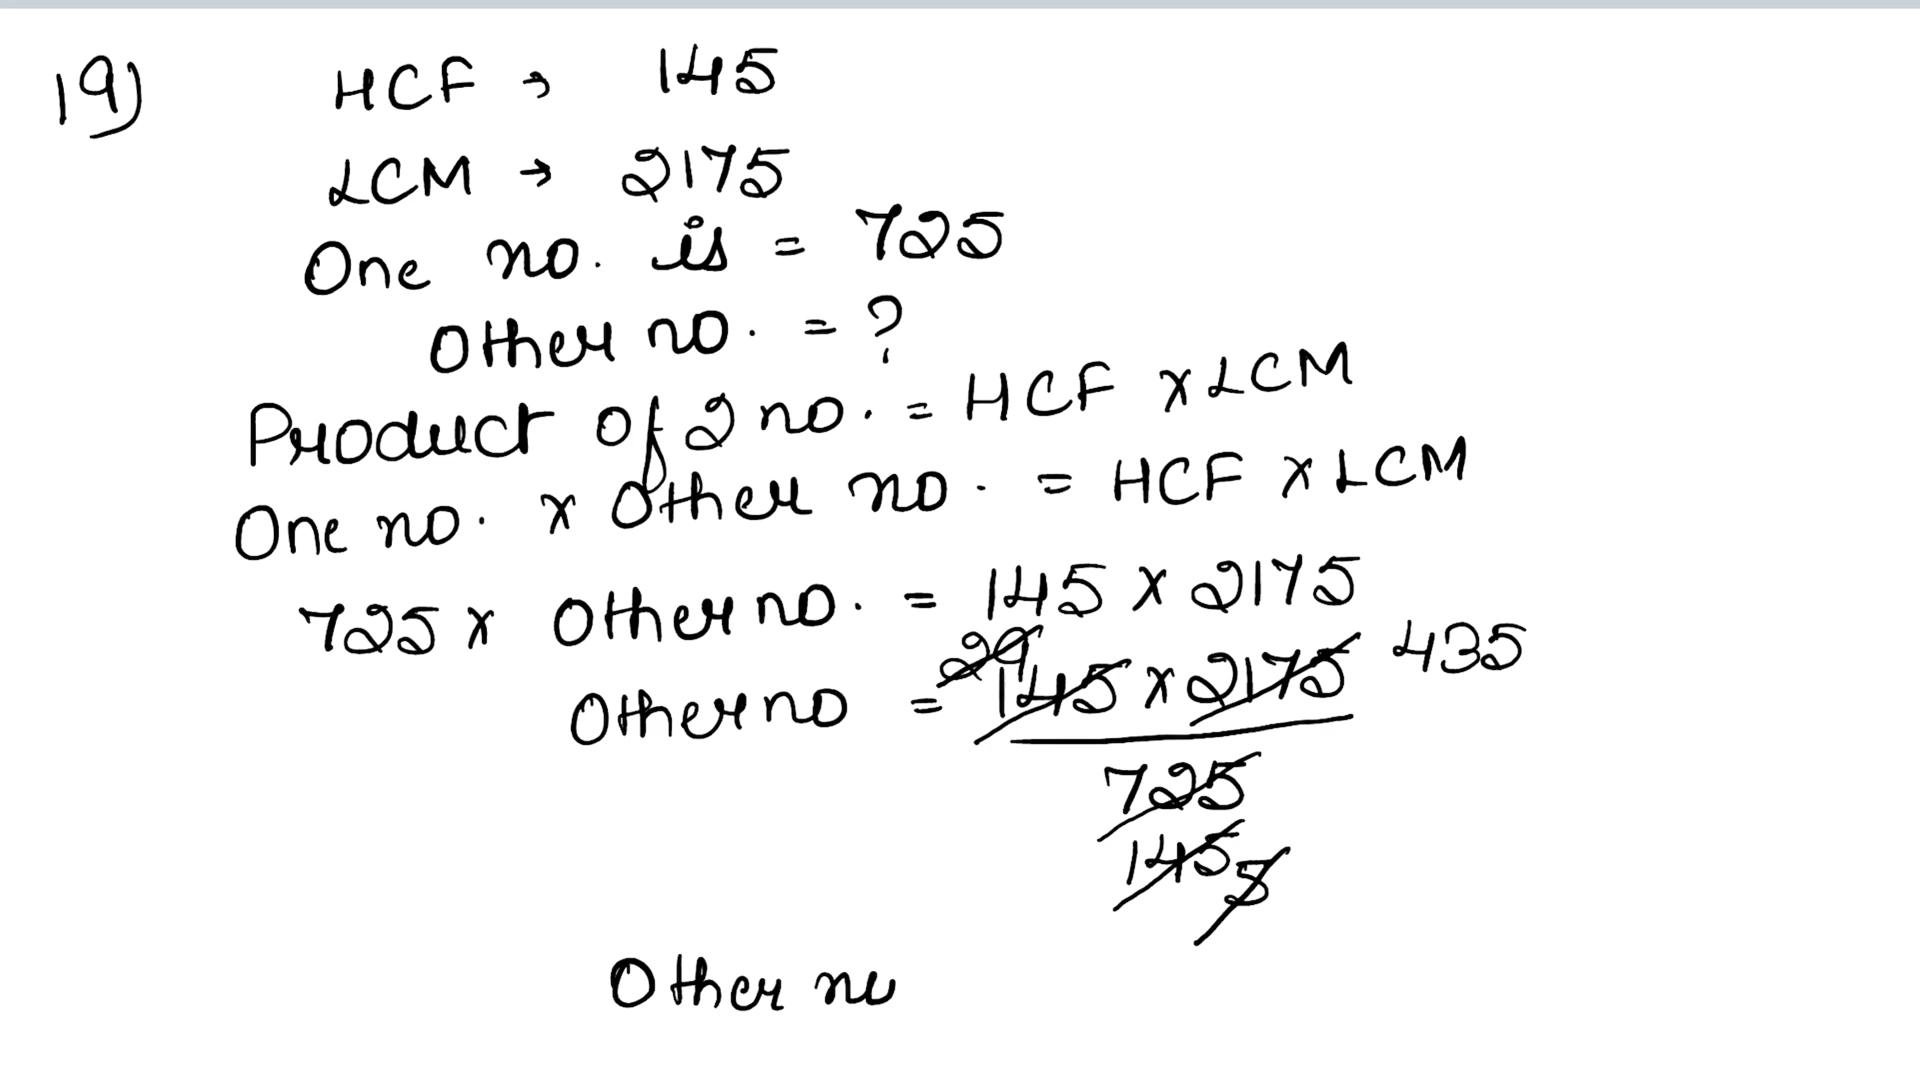 19) HCF → 145
LCM → 2175
One no. is = 725
Other no. = ?
Product of 2 no. = HCF x LCM
One no. x Other no. = HCF x LCM
725 x Other no. = 145 x 2175
29 435
Other no = 145 x 2175
725
145 5
Other nu